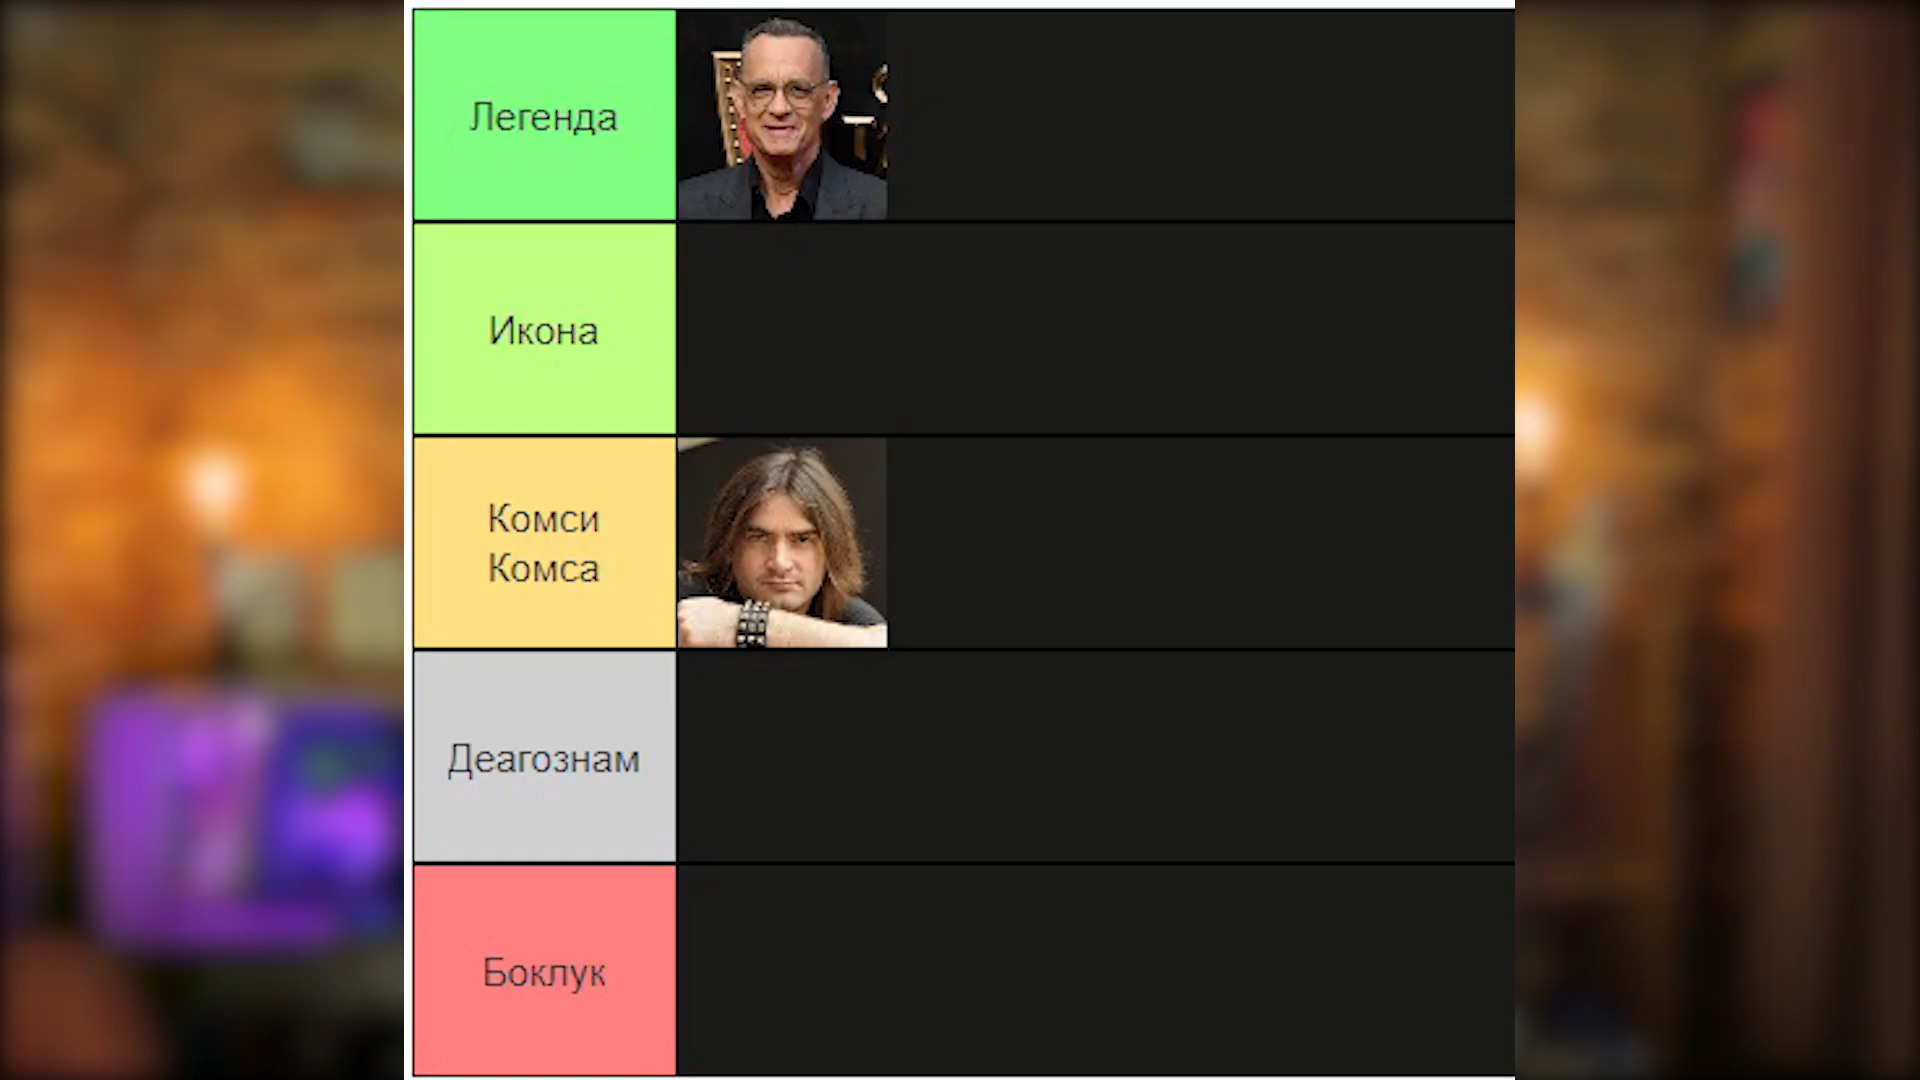 Легенда
Икона
Комси
Комса
Деагознам
Боклук